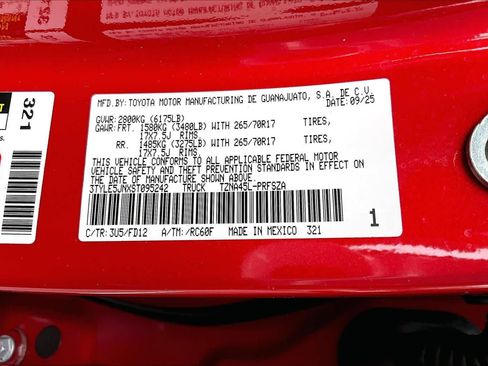 MFD.BY:TOYOTA MOTOR MANUFACTURING DE GUANAJUATO, S.A. DE C.V.
DATE:09/25
GVWR:2800KG (6175LB)
GAWR:FRT. 1580KG (3480LB) WITH 265/70R17 TIRES,
17X7.5J RIMS
RR. 1485KG (3275LB) WITH 265/70R17 TIRES,
17X7.5J RIMS
THIS VEHICLE CONFORMS TO ALL APPLICABLE FEDERAL MOTOR
VEHICLE SAFETY AND THEFT PREVENTION STANDARDS IN EFFECT
ON THE DATE OF MANUFACTURE SHOWN ABOVE.
3TYLE5JNXST095242 TRUCK TZNA45L-PRFSZA
1
C/TR: 3U5/FD12 A/TM: /RC60F MADE IN MEXICO 321
321